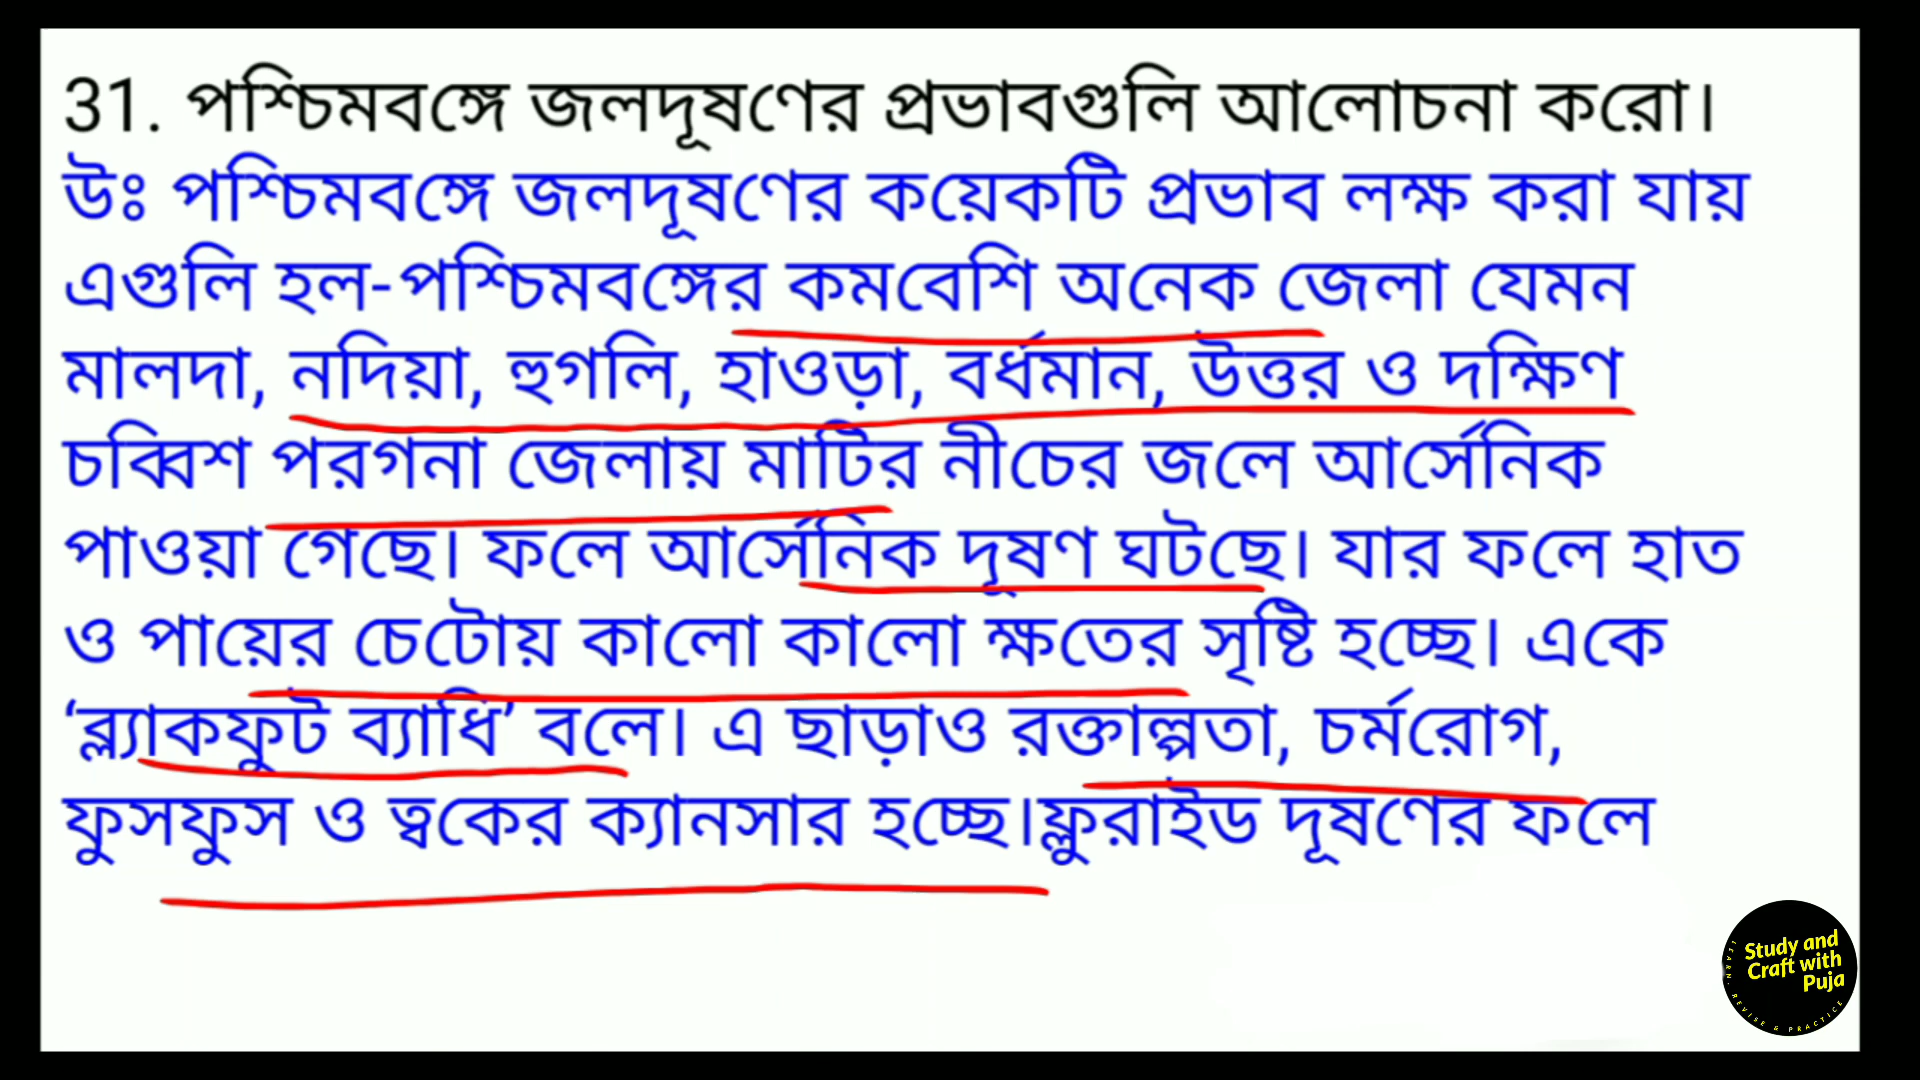 31. পশ্চিমবঙ্গে জলদূষণের প্রভাবগুলি আলোচনা করো।
উঃ পশ্চিমবঙ্গে জলদূষণের কয়েকটি প্রভাব লক্ষ করা যায়
এগুলি হল-পশ্চিমবঙ্গের কমবেশি অনেক জেলা যেমন
মালদা, নদিয়া, হুগলি, হাওড়া, বর্ধমান, উত্তর ও দক্ষিণ
চব্বিশ পরগনা জেলায় মাটির নীচের জলে আর্সেনিক
পাওয়া গেছে। ফলে আর্সেনিক দূষণ ঘটছে। যার ফলে হাত
ও পায়ের চেটোয় কালো কালো ক্ষতের সৃষ্টি হচ্ছে। একে
‘ব্ল্যাকফুট ব্যাধি’ বলে। এ ছাড়াও রক্তাল্পতা, চর্মরোগ,
ফুসফুস ও ত্বকের ক্যানসার হচ্ছে।ফ্লুরাইড দূষণের ফলে
Study and
Craft with
Puja
LEARN, REVISE & PRACTICE